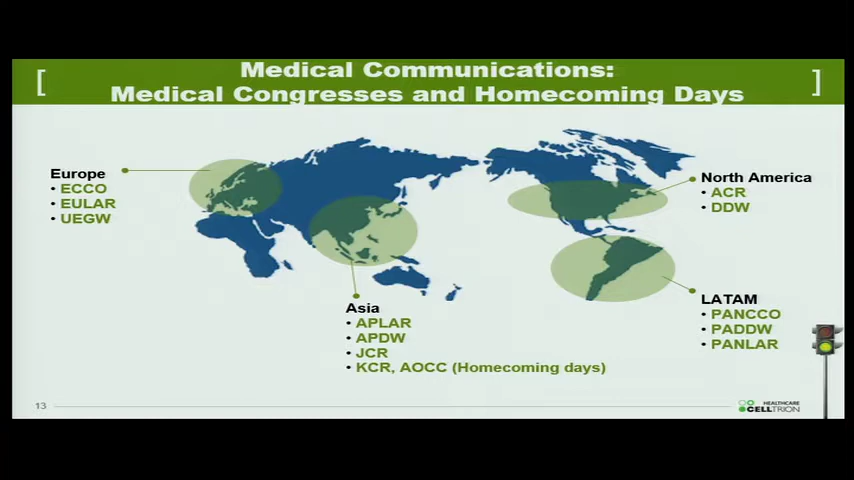 [ Medical Communications: ]
Medical Congresses and Homecoming Days
Europe
• ECCO
• EULAR
• UEGW
North America
• ACR
• DDW
Asia
• APLAR
• APDW
• JCR
• KCR, AOCC (Homecoming days)
LATAM
• PANCCO
• PADDW
• PANLAR
13
HEALTHCARE
CELLTRION